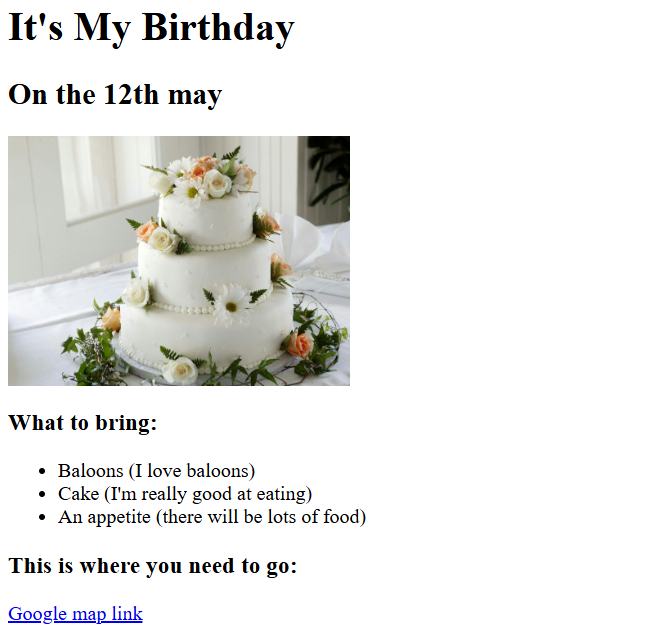 It's My Birthday
On the 12th may
What to bring:
Baloons (I love baloons)
Cake (I'm really good at eating)
An appetite (there will be lots of food)
This is where you need to go:
Google map link